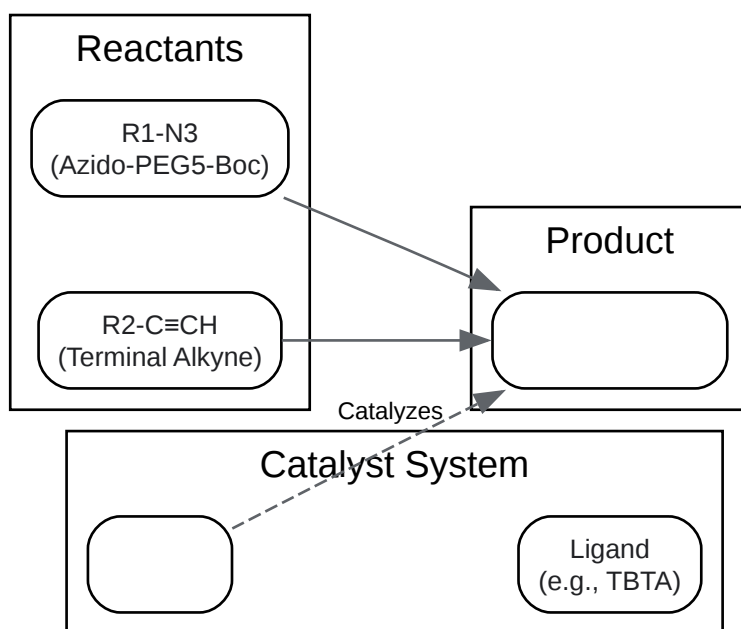 Reactants
R1-N3
(Azido-PEG5-Boc)
Product
R2-C≡CH
(Terminal Alkyne)
Catalyzes
Catalyst System
Ligand
(e.g., TBTA)